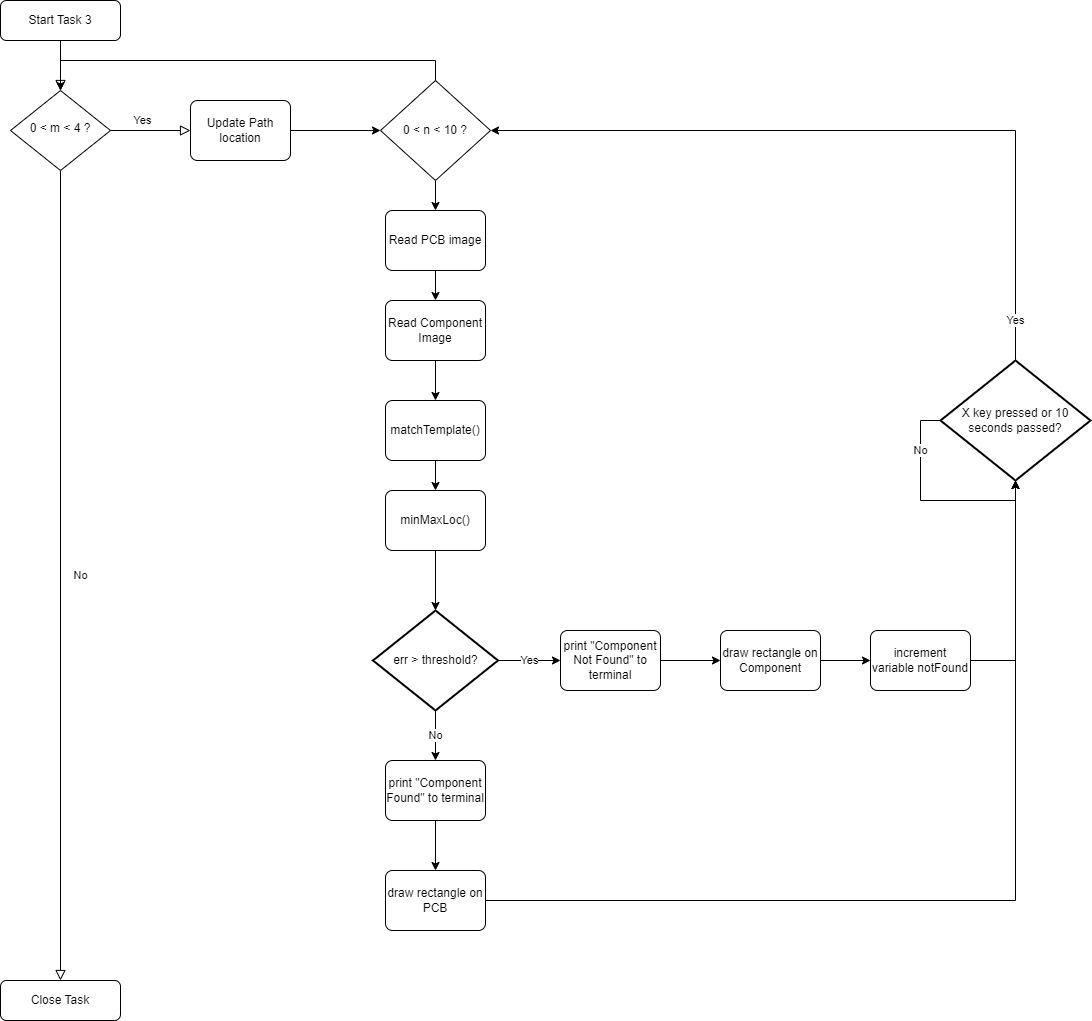 Start Task 3
0 < m < 4 ?
Yes
Update Path
location
0 < n < 10 ?
Read PCB image
Read Component
Image
matchTemplate()
minMaxLoc()
Yes
X key pressed or 10
seconds passed?
No
No
err > threshold?
Yes
print "Component
Not Found" to
terminal
draw rectangle on
Component
increment
variable notFound
No
print "Component
Found" to terminal
draw rectangle on
PCB
Close Task